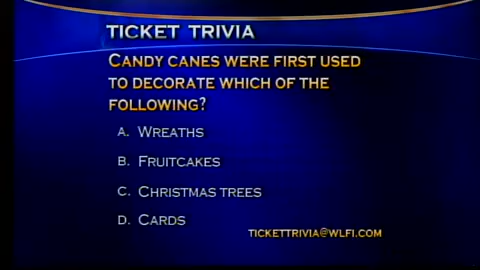 TICKET TRIVIA
CANDY CANES WERE FIRST USED
TO DECORATE WHICH OF THE
FOLLOWING?
A. WREATHS
B. FRUITCAKES
C. CHRISTMAS TREES
D. CARDS
TICKETTRIVIA@WLFI.COM